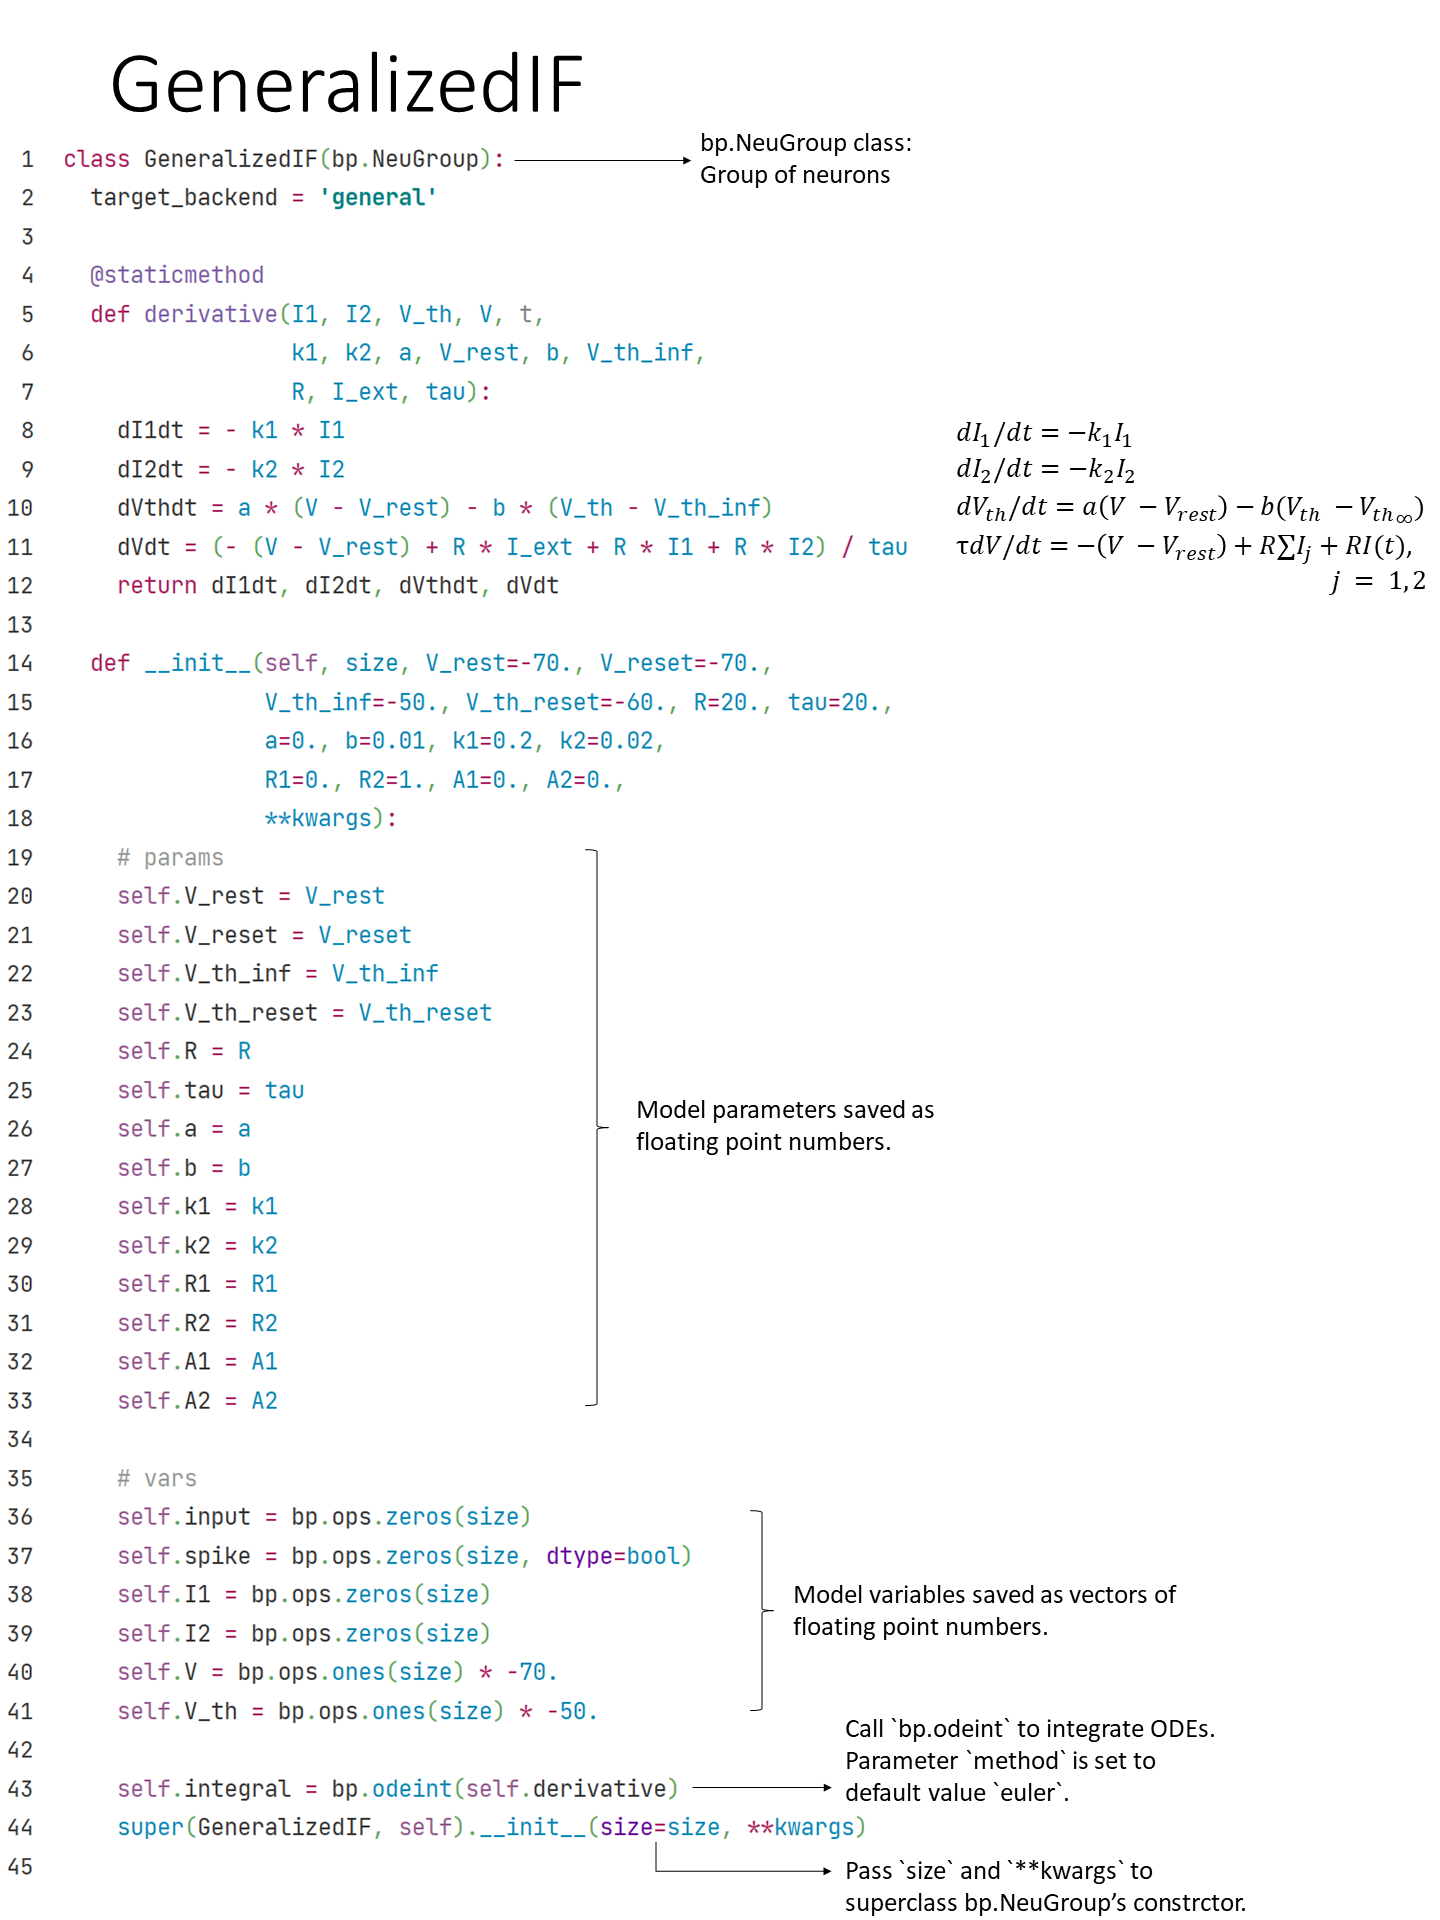 GeneralizedIF
1 class GeneralizedIF(bp.NeuGroup):
bp.NeuGroup class:
Group of neurons
2 target_backend = 'general'
3
4 @staticmethod
5 def derivative(I1, I2, V_th, V, t,
6 k1, k2, a, V_rest, b, V_th_inf,
7 R, I_ext, tau):
8 dI1dt = - k1 * I1
dI₁/dt = −k₁I₁
9 dI2dt = - k2 * I2
dI₂/dt = −k₂I₂
10 dVthdt = a * (V - V_rest) - b * (V_th - V_th_inf)
dV_{th}/dt = a(V − V_{rest}) − b(V_{th} − V_{th∞})
11 dVdt = (- (V - V_rest) + R * I_ext + R * I1 + R * I2) / tau
τdV/dt = −(V − V_{rest}) + R∑I_j + RI(t),
j = 1,2
12 return dI1dt, dI2dt, dVthdt, dVdt
13
14 def __init__(self, size, V_rest=-70., V_reset=-70.,
15 V_th_inf=-50., V_th_reset=-60., R=20., tau=20.,
16 a=0., b=0.01, k1=0.2, k2=0.02,
17 R1=0., R2=1., A1=0., A2=0.,
18 **kwargs):
19 # params
20 self.V_rest = V_rest
21 self.V_reset = V_reset
22 self.V_th_inf = V_th_inf
23 self.V_th_reset = V_th_reset
24 self.R = R
25 self.tau = tau
26 self.a = a
27 self.b = b
28 self.k1 = k1
29 self.k2 = k2
30 self.R1 = R1
31 self.R2 = R2
32 self.A1 = A1
33 self.A2 = A2
Model parameters saved as
floating point numbers.
34
35 # vars
36 self.input = bp.ops.zeros(size)
37 self.spike = bp.ops.zeros(size, dtype=bool)
38 self.I1 = bp.ops.zeros(size)
39 self.I2 = bp.ops.zeros(size)
40 self.V = bp.ops.ones(size) * -70.
41 self.V_th = bp.ops.ones(size) * -50.
Model variables saved as vectors of
floating point numbers.
42
43 self.integral = bp.odeint(self.derivative)
Call `bp.odeint` to integrate ODEs.
Parameter `method` is set to
default value `euler`.
44 super(GeneralizedIF, self).__init__(size=size, **kwargs)
45
Pass `size` and `**kwargs` to
superclass bp.NeuGroup’s constrctor.